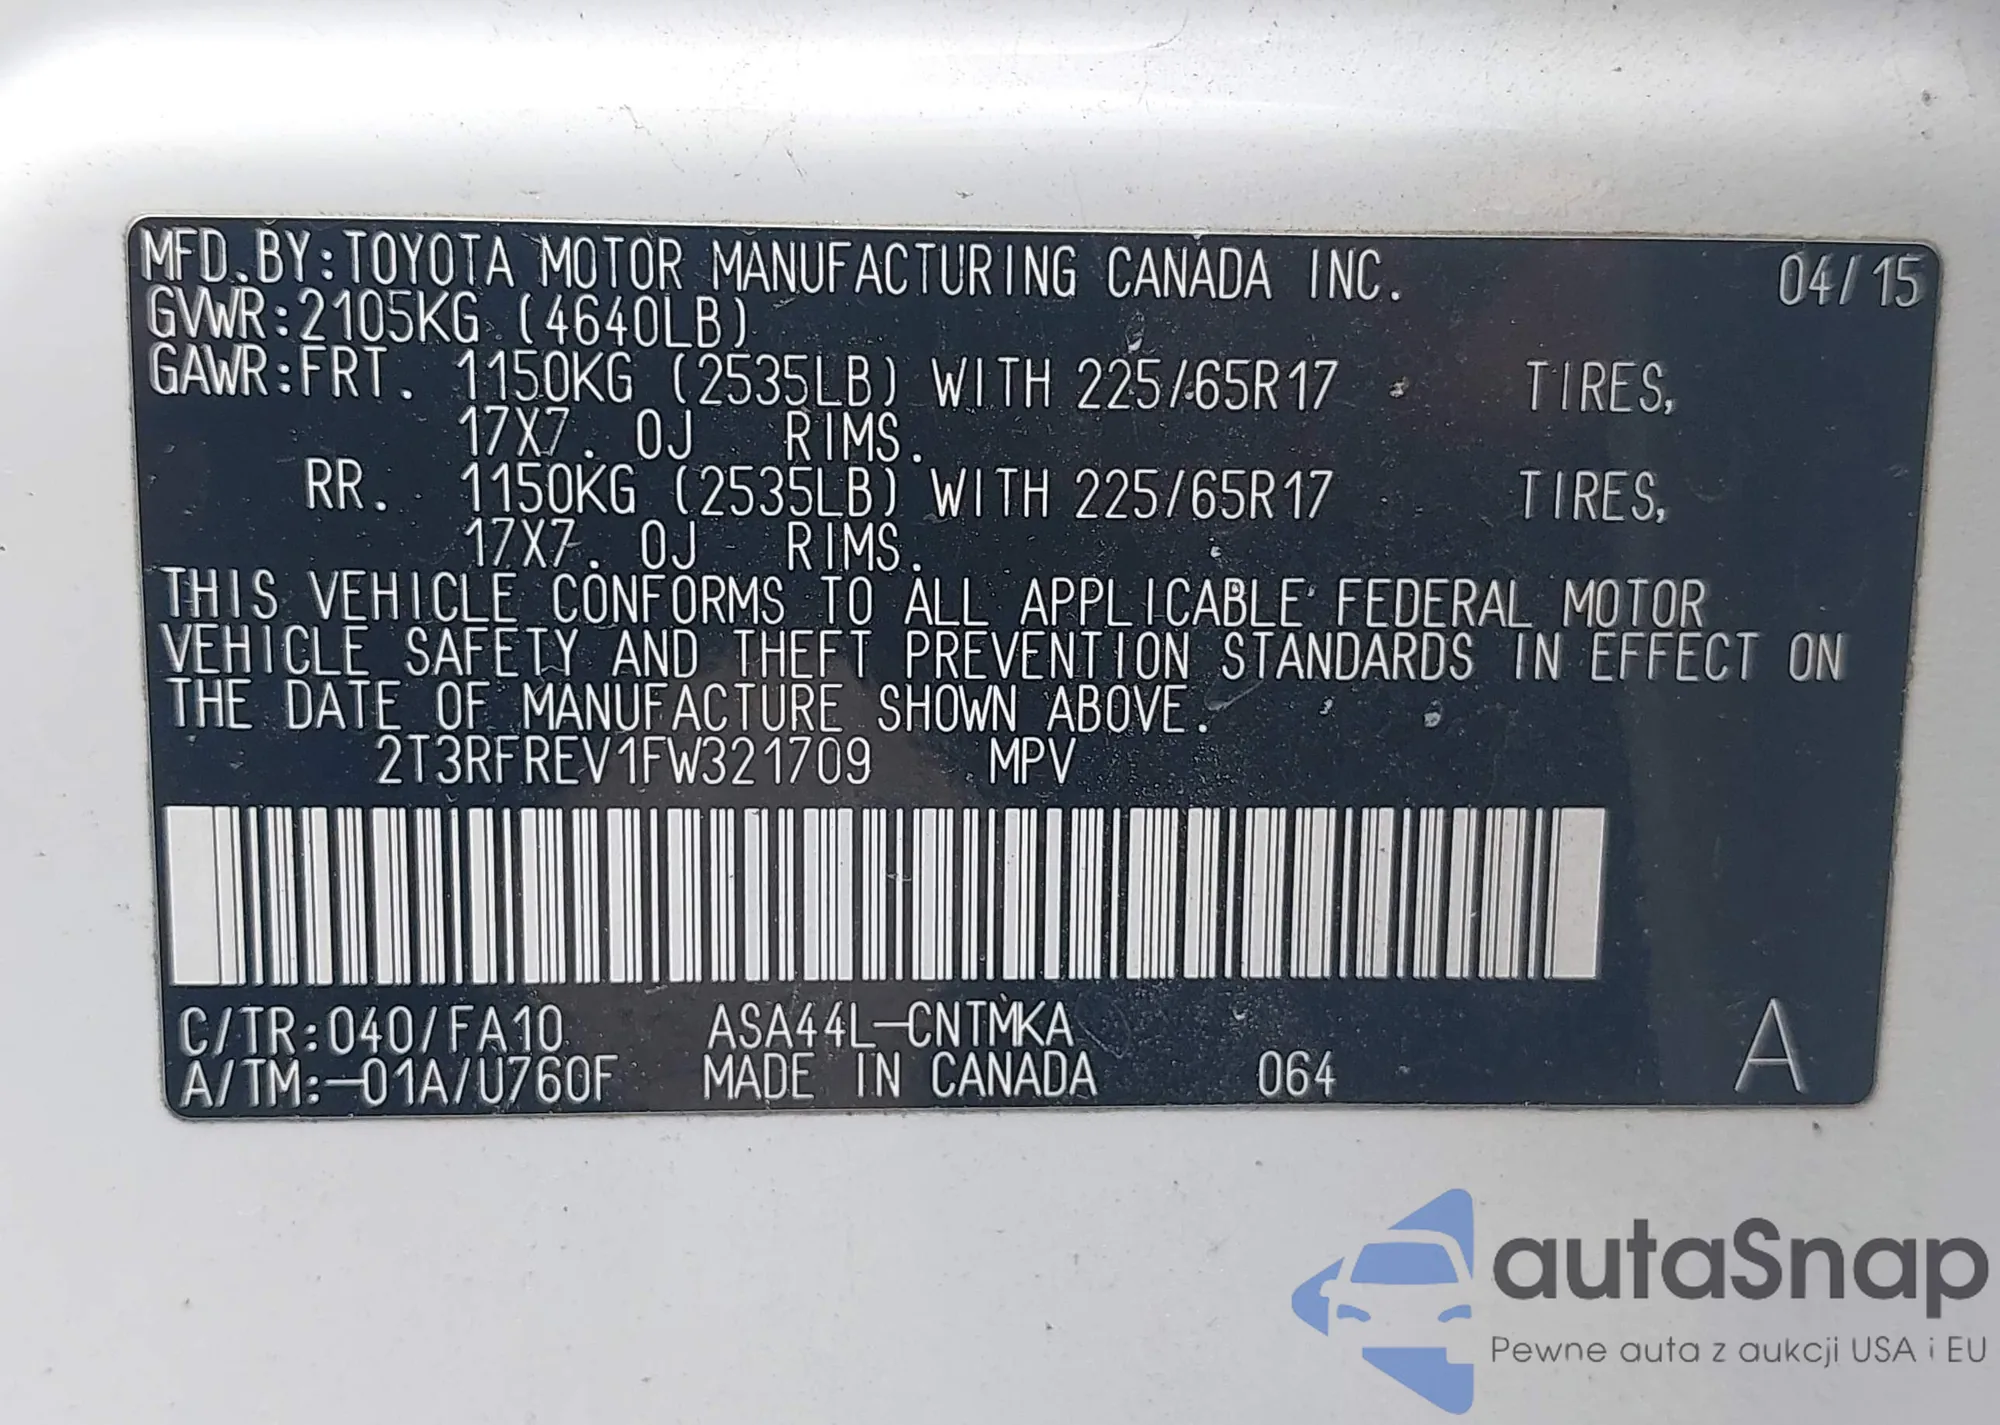 MFD.BY:TOYOTA MOTOR MANUFACTURING CANADA INC. 04/15
GVWR:2105KG (4640LB)
GAWR:FRT. 1150KG (2535LB) WITH 225/65R17 TIRES,
17X7.0J RIMS.
RR. 1150KG (2535LB) WITH 225/65R17 TIRES,
17X7.0J RIMS.
THIS VEHICLE CONFORMS TO ALL APPLICABLE FEDERAL MOTOR
VEHICLE SAFETY AND THEFT PREVENTION STANDARDS IN EFFECT ON
THE DATE OF MANUFACTURE SHOWN ABOVE.
2T3RFREV1FW321709 MPV
C/TR:040/FA10 ASA44L-CNTMKA
A/TM:-01A/U760F MADE IN CANADA 064 A
autaSnap
Pewne auta z aukcji USA i EU